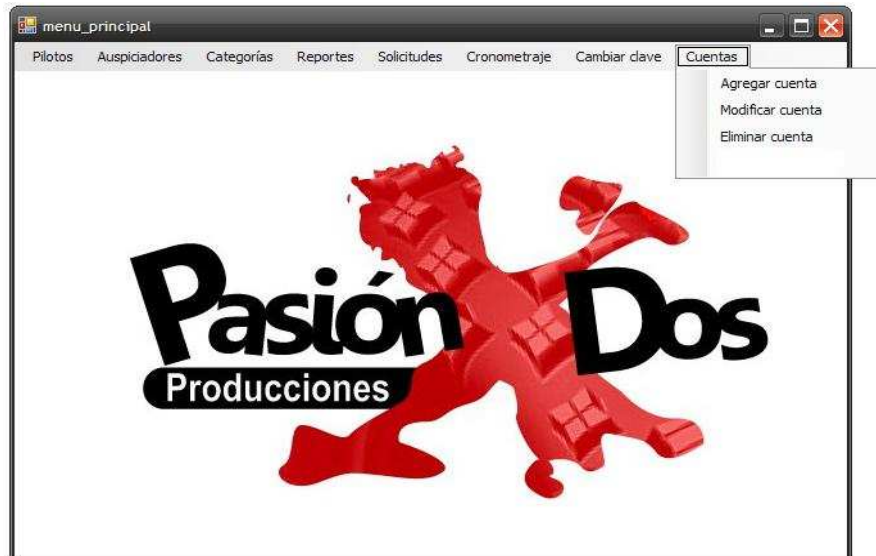 menu_principal
Pilotos Auspiciadores Categorías Reportes Solicitudes Cronometraje Cambiar clave Cuentas
Agregar cuenta
Modificar cuenta
Eliminar cuenta
Pasión X Dos
Producciones